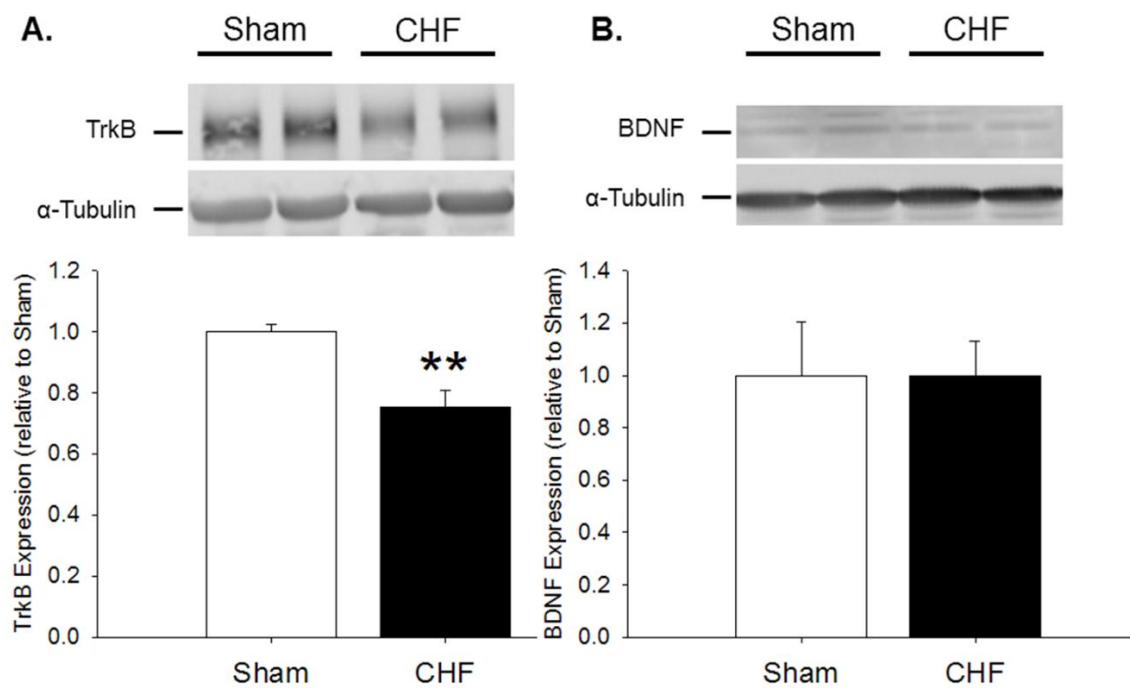 A.
Sham CHF
TrkB
α-Tubulin
TrkB Expression (relative to Sham)
1.2
1.0
0.8
0.6
0.4
0.2
0.0
**
Sham CHF
B.
Sham CHF
BDNF
α-Tubulin
BDNF Expression (relative to Sham)
1.4
1.2
1.0
0.8
0.6
0.4
0.2
0.0
Sham CHF